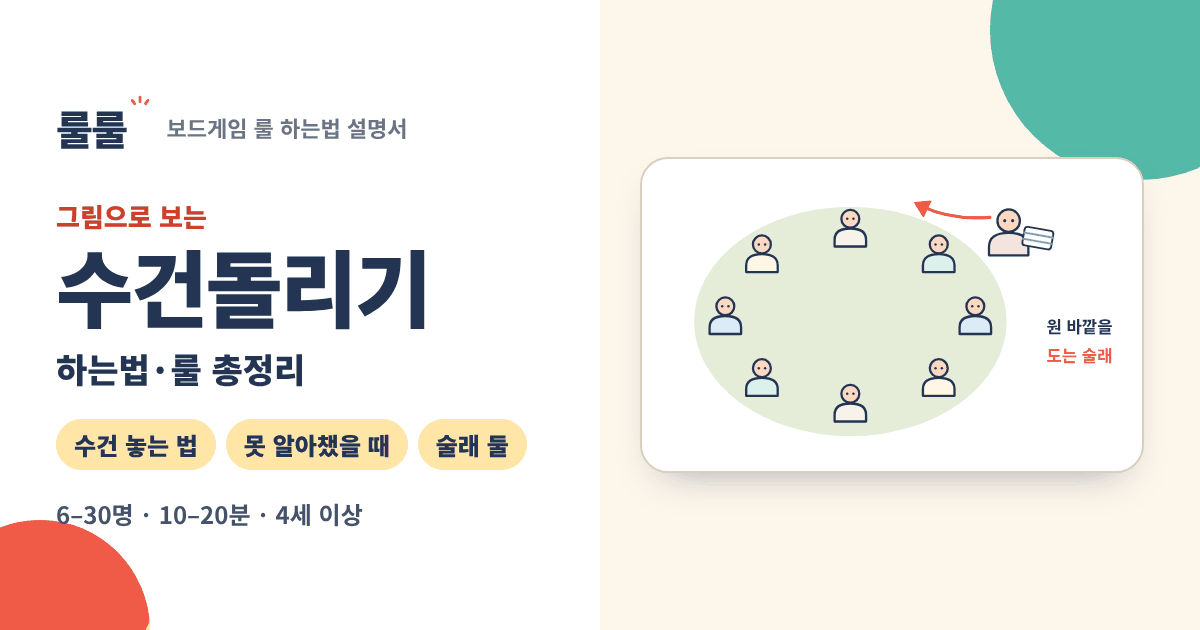 룰룰 보드게임 룰 하는법 설명서
그림으로 보는
수건돌리기
하는법·룰 총정리
수건 놓는 법 못 알아챘을 때 술래 둘
6–30명 · 10–20분 · 4세 이상
원 바깥을
도는 술래